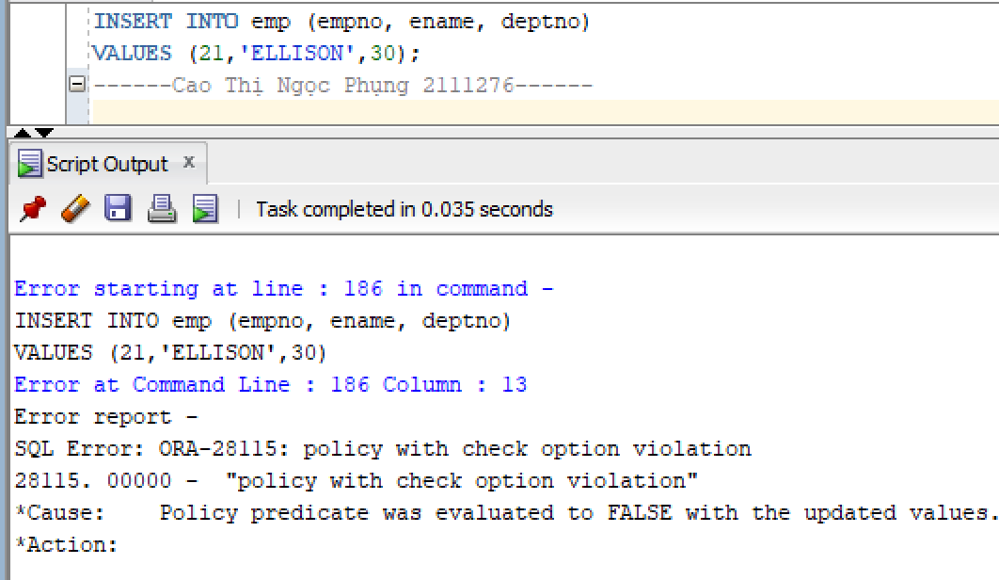 INSERT INTO emp (empno, ename, deptno)
VALUES (21,'ELLISON',30);
------Cao Thị Ngọc Phụng 2111276------
Script Output x
| Task completed in 0.035 seconds
Error starting at line : 186 in command -
INSERT INTO emp (empno, ename, deptno)
VALUES (21,'ELLISON',30)
Error at Command Line : 186 Column : 13
Error report -
SQL Error: ORA-28115: policy with check option violation
28115. 00000 -  "policy with check option violation"
*Cause:    Policy predicate was evaluated to FALSE with the updated values.
*Action: